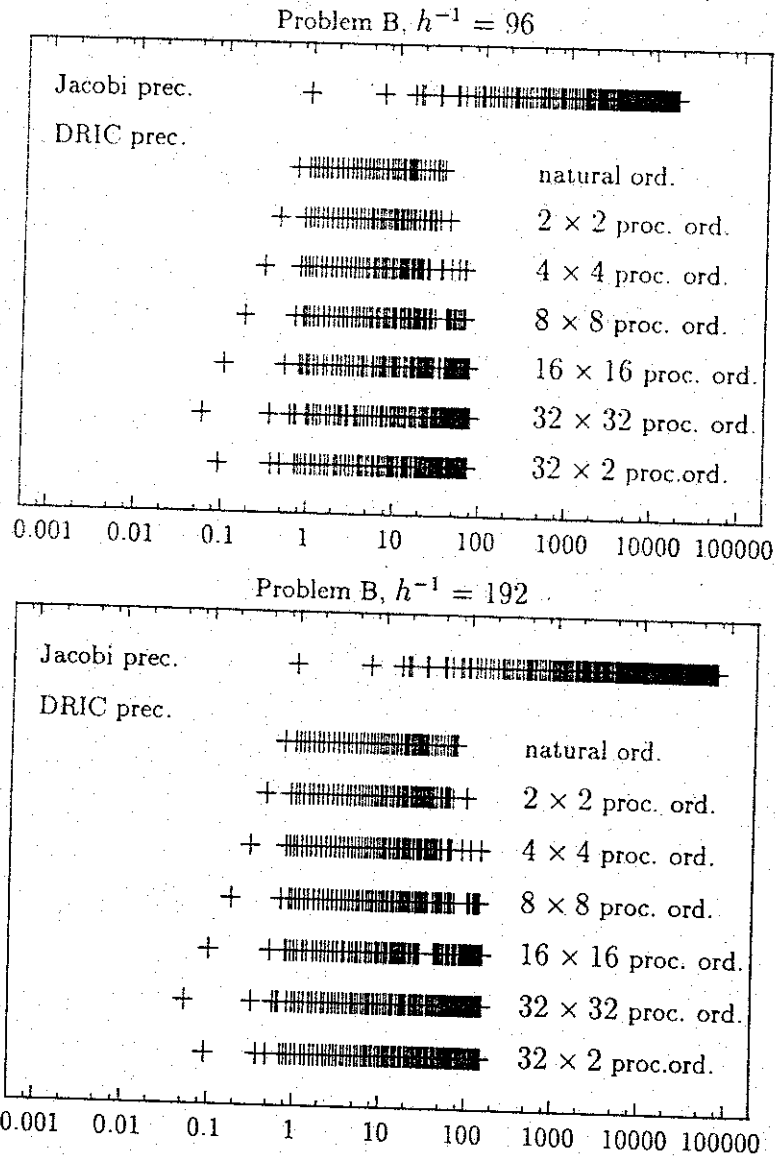 Problem B, h⁻¹ = 96
Jacobi prec.
DRIC prec.
natural ord.
2 × 2 proc. ord.
4 × 4 proc. ord.
8 × 8 proc. ord.
16 × 16 proc. ord.
32 × 32 proc. ord.
32 × 2 proc.ord.
0.001 0.01 0.1 1 10 100 1000 10000 100000
Problem B, h⁻¹ = 192
Jacobi prec.
DRIC prec.
natural ord.
2 × 2 proc. ord.
4 × 4 proc. ord.
8 × 8 proc. ord.
16 × 16 proc. ord.
32 × 32 proc. ord.
32 × 2 proc.ord.
0.001 0.01 0.1 1 10 100 1000 10000 100000